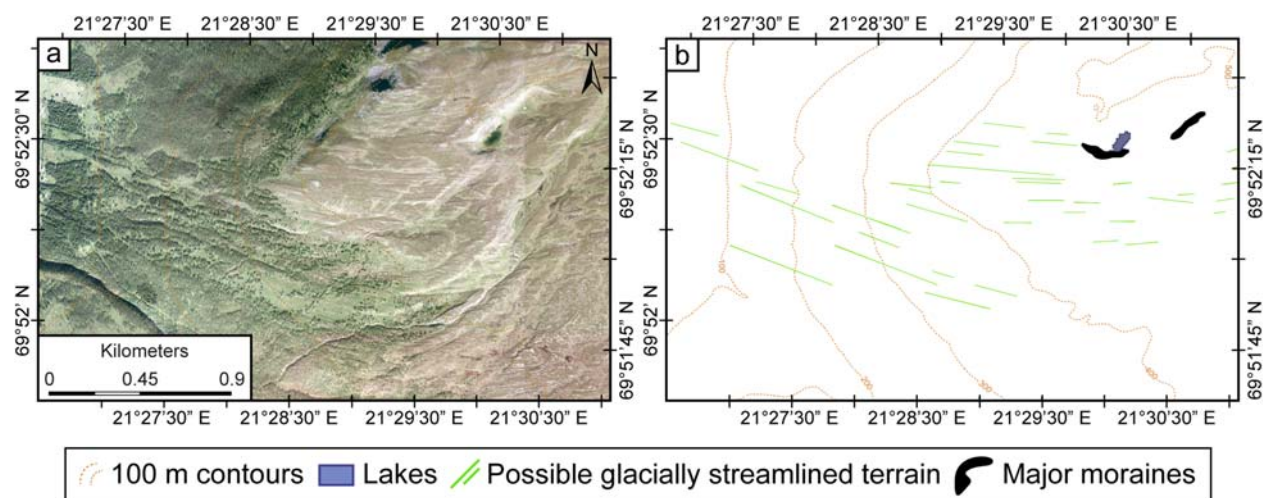 21°27’30” E 21°28’30” E 21°29’30” E 21°30’30” E
21°27’30” E 21°28’30” E 21°29’30” E 21°30’30” E
a
N
69°52’30” N
69°52’ N
69°52’15” N
69°51’45” N
Kilometers
0 0.45 0.9
21°27’30” E 21°28’30” E 21°29’30” E 21°30’30” E
b
69°52’30” N
69°52’ N
69°52’15” N
69°51’45” N
500
100
200
300
400
21°27’30” E 21°28’30” E 21°29’30” E 21°30’30” E
100 m contours Lakes Possible glacially streamlined terrain Major moraines